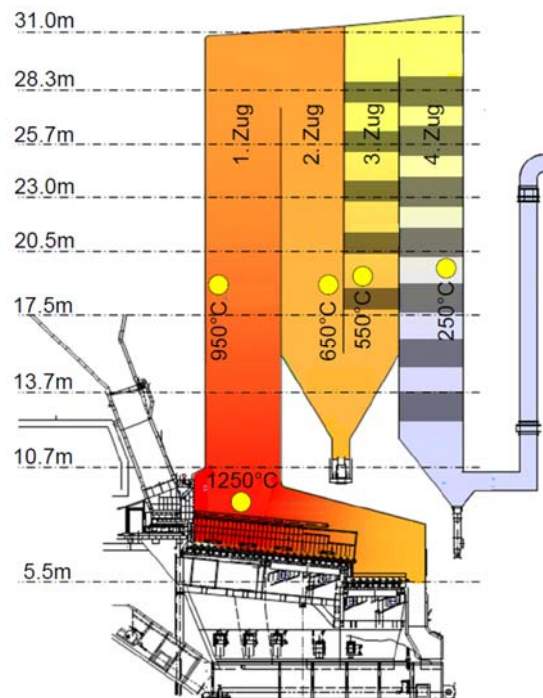 31.0m
28.3m
25.7m
23.0m
20.5m
17.5m
13.7m
10.7m
5.5m
1. Zug
2. Zug
3. Zug
4. Zug
950°C
650°C
550°C
250°C
1250°C